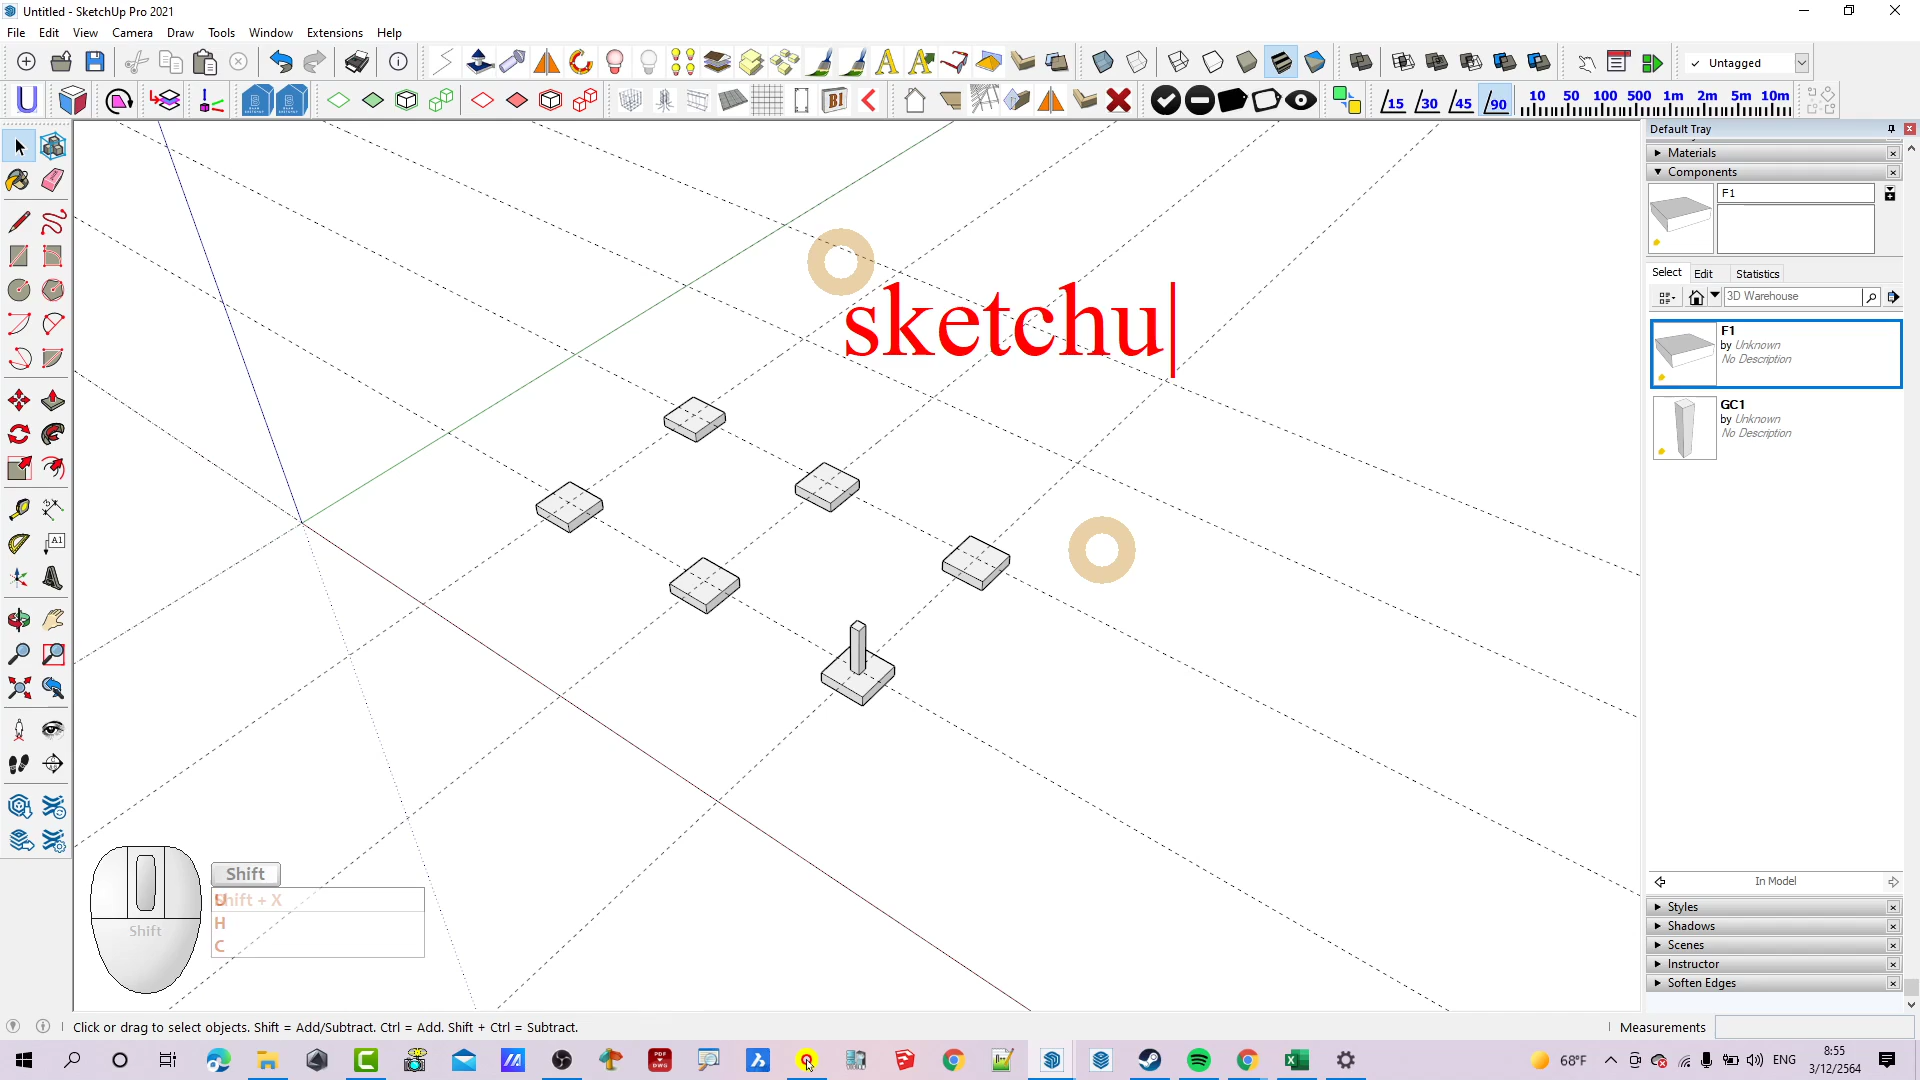 Untitled - SketchUp Pro 2021
File Edit View Camera Draw Tools Window Extensions Help
Untagged
15 30 45 90 10 50 100 500 1m 2m 5m 10m
Default Tray
Materials
Components
F1
Select Edit Statistics
3D Warehouse
F1
by Unknown
No Description
GC1
by Unknown
No Description
sketchu
In Model
Styles
Shadows
Scenes
Instructor
Soften Edges
Shift
Shift + X
U
H
C
Shift
Click or drag to select objects. Shift = Add/Subtract. Ctrl = Add. Shift + Ctrl = Subtract.
Measurements
68°F
ENG
8:55
3/12/2564